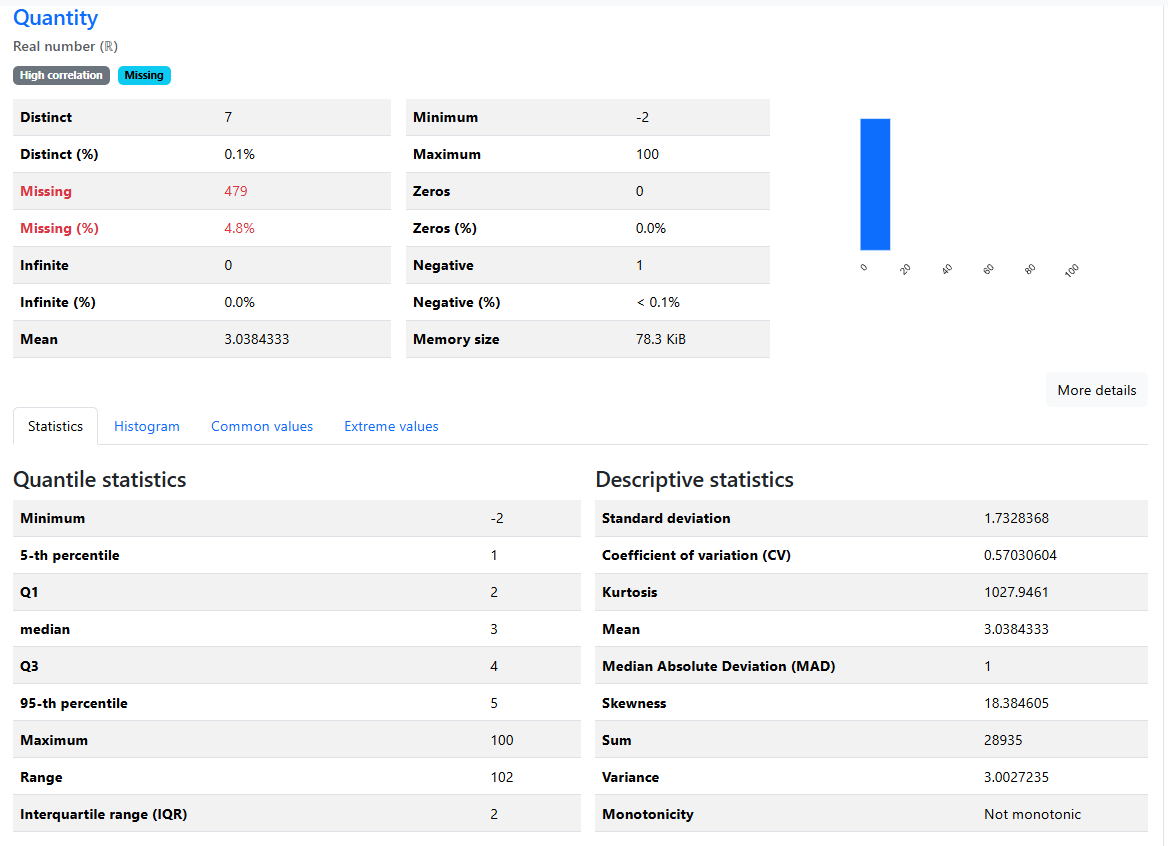 Quantity
Real number (ℝ)
High correlation Missing
Distinct 7 Minimum -2
Distinct (%) 0.1% Maximum 100
Missing 479 Zeros 0
Missing (%) 4.8% Zeros (%) 0.0%
Infinite 0 Negative 1
Infinite (%) 0.0% Negative (%) < 0.1%
Mean 3.0384333 Memory size 78.3 KiB
0 20 40 60 80 100
More details
Statistics Histogram Common values Extreme values
Quantile statistics Descriptive statistics
Minimum -2 Standard deviation 1.7328368
5-th percentile 1 Coefficient of variation (CV) 0.57030604
Q1 2 Kurtosis 1027.9461
median 3 Mean 3.0384333
Q3 4 Median Absolute Deviation (MAD) 1
95-th percentile 5 Skewness 18.384605
Maximum 100 Sum 28935
Range 102 Variance 3.0027235
Interquartile range (IQR) 2 Monotonicity Not monotonic